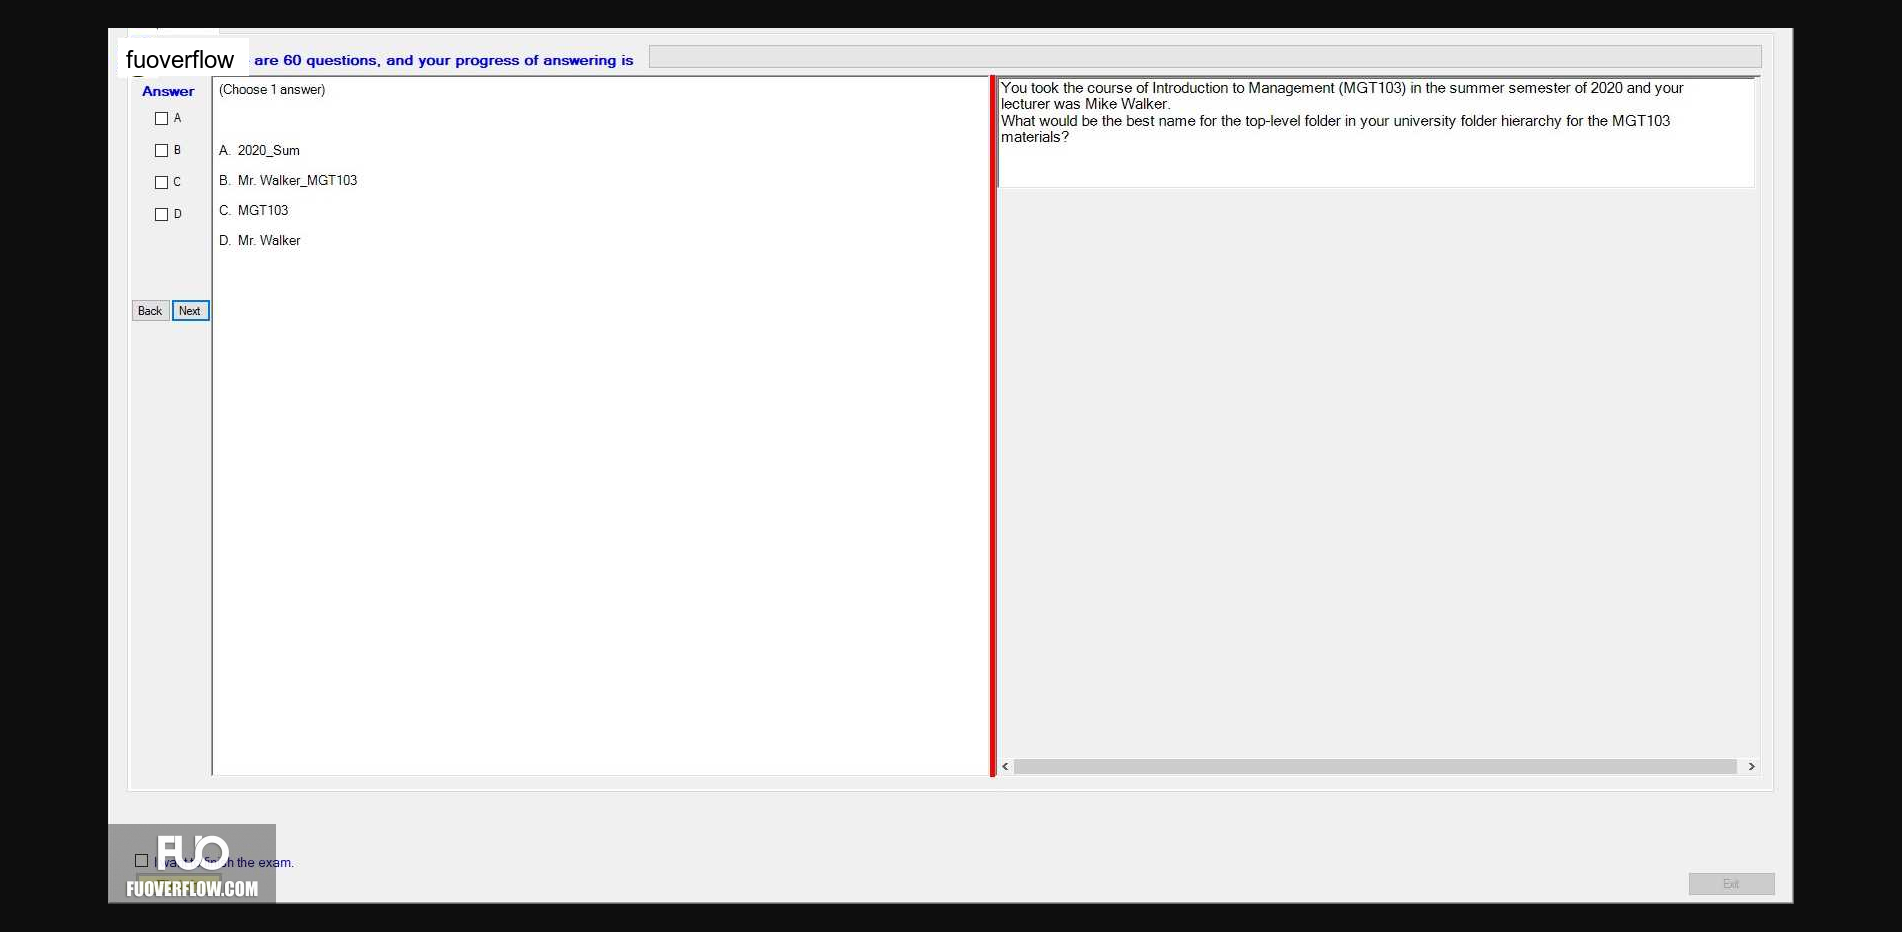 fuoverflow are 60 questions, and your progress of answering is
Answer
(Choose 1 answer)
A
B
C
D
A. 2020_Sum
B. Mr. Walker_MGT103
C. MGT103
D. Mr. Walker
Back Next
You took the course of Introduction to Management (MGT103) in the summer semester of 2020 and your
lecturer was Mike Walker.
What would be the best name for the top-level folder in your university folder hierarchy for the MGT103
materials?
FUO
I want to finish the exam.
FUOVERFLOW.COM
Exit